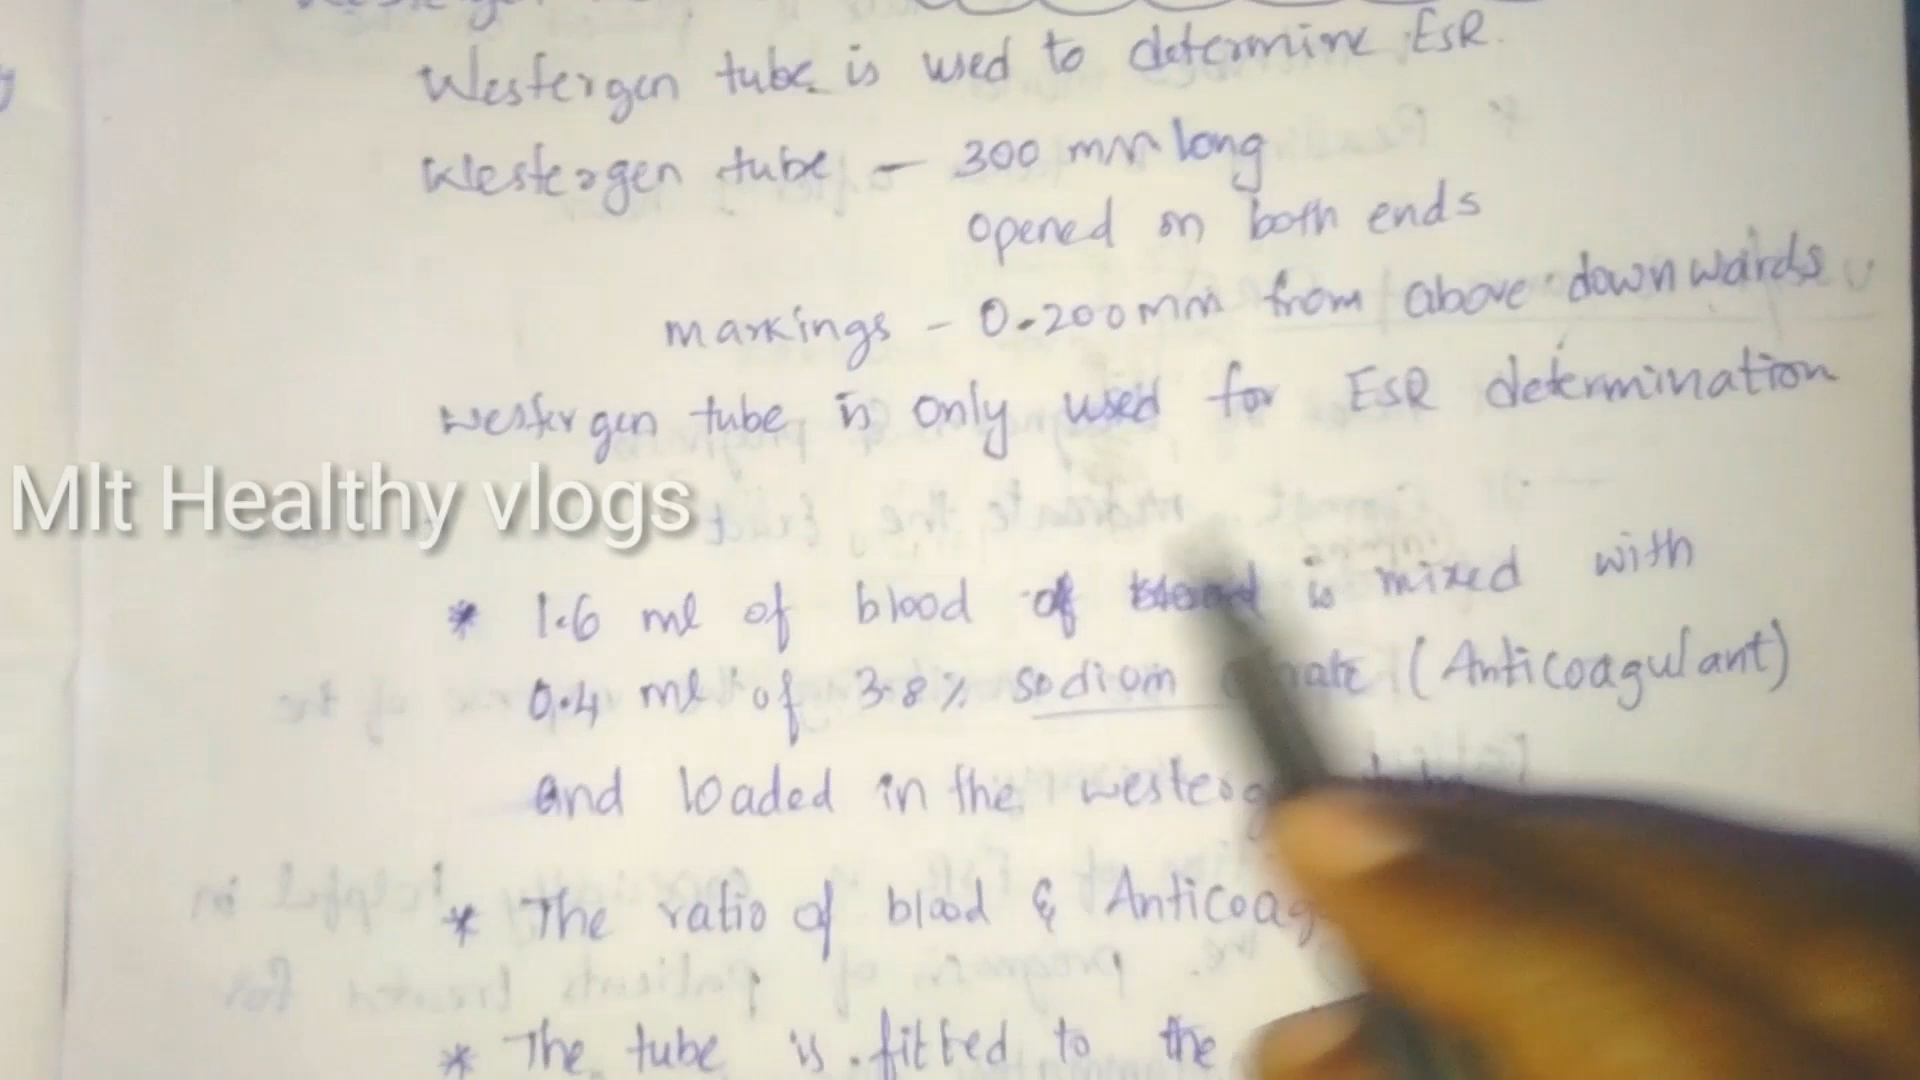 Westergen tube is used to determine ESR.
Westergen tube - 300 mm long
opened on both ends
markings - 0-200mm from above downwards
westergen tube is only used for ESR determination
Mlt Healthy vlogs
* 1.6 ml of blood of is mixed with
0.4 ml of 3.8% sodium (Anticoagulant)
and loaded in the
* The ratio of blood &
* The tube is fitted to the